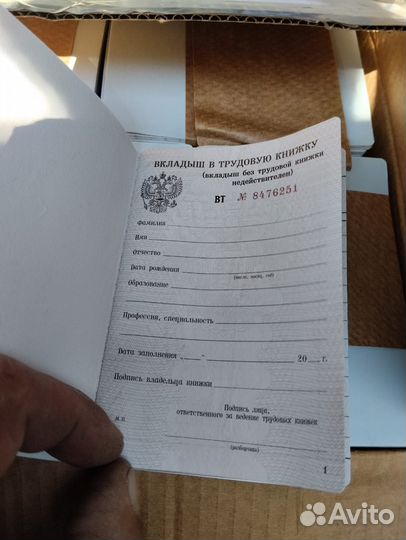 ВКЛАДЫШ В ТРУДОВУЮ КНИЖКУ
(вкладыш без трудовой книжки
недействителен)
ВТ № 8476251
Фамилия
Имя
Отчество
Дата рождения
(число, месяц, год)
Образование
Профессия, специальность
Дата заполнения - 20 г.
Подпись владельца книжки
Подпись лица,
ответственного за ведение трудовых книжек
М.П.
(разборчиво)
1
Avito